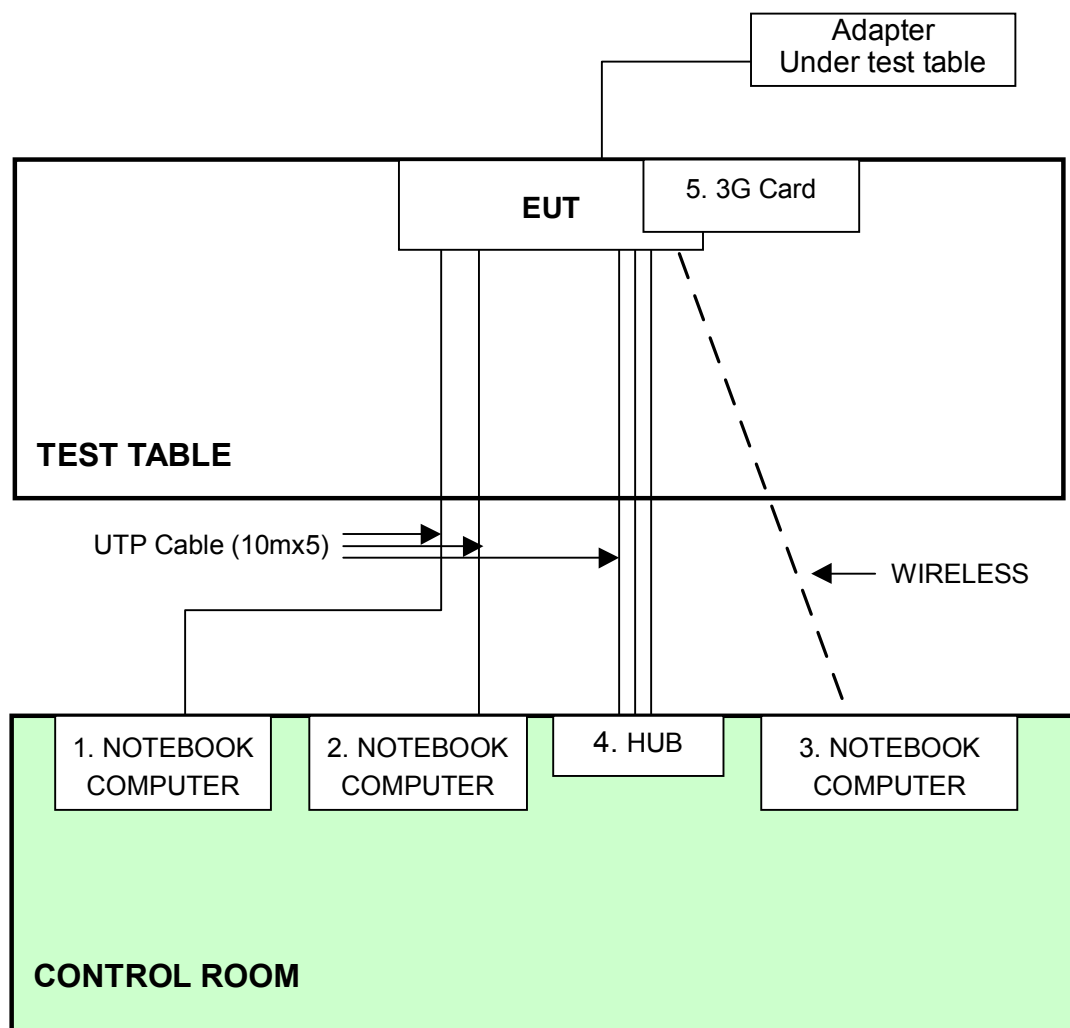 Adapter
Under test table
EUT
5. 3G Card
TEST TABLE
UTP Cable (10mx5)
WIRELESS
1. NOTEBOOK
COMPUTER
2. NOTEBOOK
COMPUTER
4. HUB
3. NOTEBOOK
COMPUTER
CONTROL ROOM